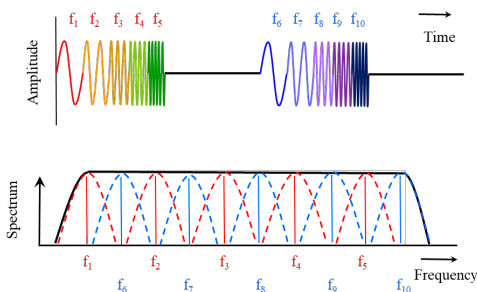 f1 f2 f3 f4 f5 f6 f7 f8 f9 f10
Time
Amplitude
Spectrum
f1 f2 f3 f4 f5
f6 f7 f8 f9 f10
Frequency